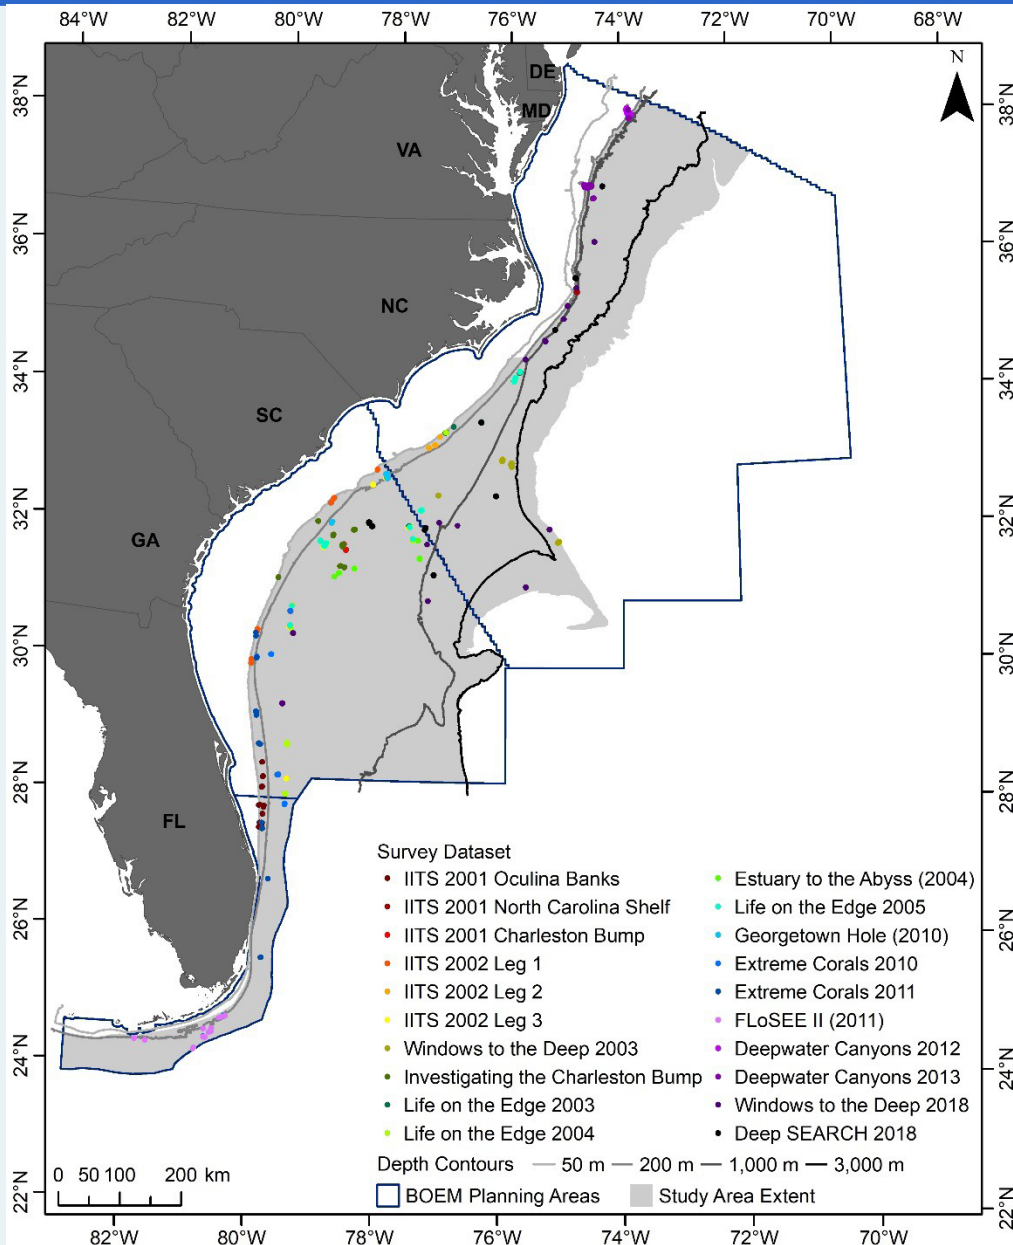 84°W 82°W 80°W 78°W 76°W 74°W 72°W 70°W 68°W
N
DE
MD
VA
NC
SC
GA
FL
38°N 38°N
36°N 36°N
34°N 34°N
32°N 32°N
30°N 30°N
28°N 28°N
26°N 26°N
24°N 24°N
22°N 22°N
Survey Dataset
IITS 2001 Oculina Banks
IITS 2001 North Carolina Shelf
IITS 2001 Charleston Bump
IITS 2002 Leg 1
IITS 2002 Leg 2
IITS 2002 Leg 3
Windows to the Deep 2003
Investigating the Charleston Bump
Life on the Edge 2003
Life on the Edge 2004
Estuary to the Abyss (2004)
Life on the Edge 2005
Georgetown Hole (2010)
Extreme Corals 2010
Extreme Corals 2011
FLoSEE II (2011)
Deepwater Canyons 2012
Deepwater Canyons 2013
Windows to the Deep 2018
Deep SEARCH 2018
Depth Contours 50 m 200 m 1,000 m 3,000 m
BOEM Planning Areas Study Area Extent
0 50 100 200 km
82°W 80°W 78°W 76°W 74°W 72°W 70°W